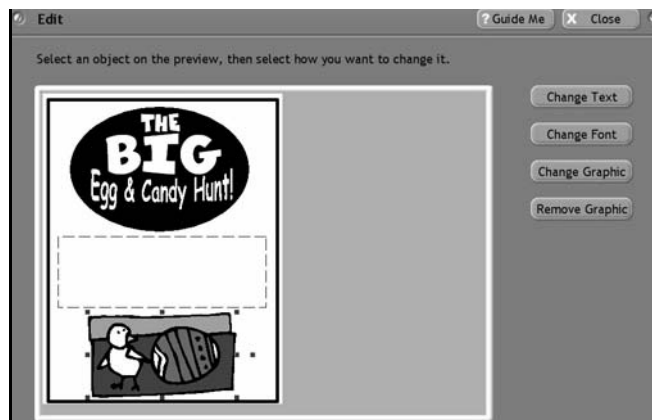 Edit
? Guide Me
X Close
Select an object on the preview, then select how you want to change it.
THE
BIG
Egg & Candy Hunt!
Change Text
Change Font
Change Graphic
Remove Graphic